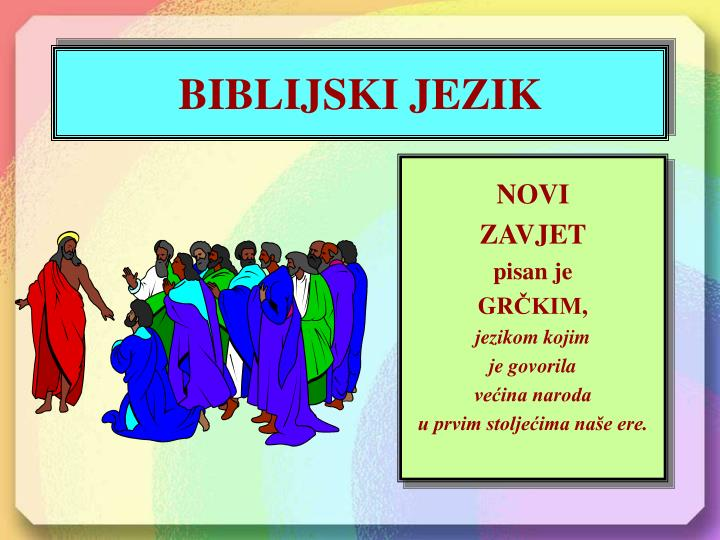 BIBLIJSKI JEZIK
NOVI
ZAVJET
pisan je
GRČKIM,
jezikom kojim
je govorila
većina naroda
u prvim stoljećima naše ere.